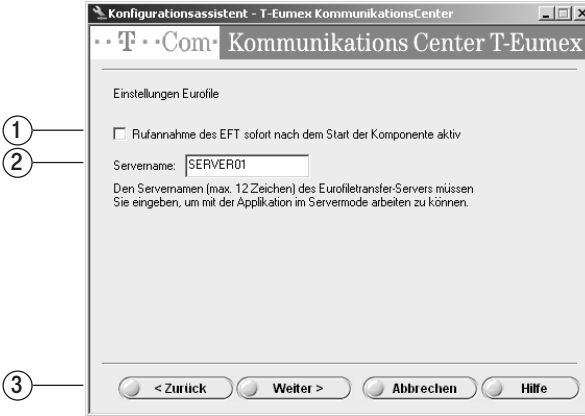 Konfigurationsassistent - T-Eumex KommunikationsCenter
··T··Com· Kommunikations Center T-Eumex
Einstellungen Eurofile
1
Rufannahme des EFT sofort nach dem Start der Komponente aktiv
2
Servername: SERVER01
Den Servernamen (max. 12 Zeichen) des Eurofiletransfer-Servers müssen
Sie eingeben, um mit der Applikation im Servermode arbeiten zu können.
3
< Zurück Weiter > Abbrechen Hilfe